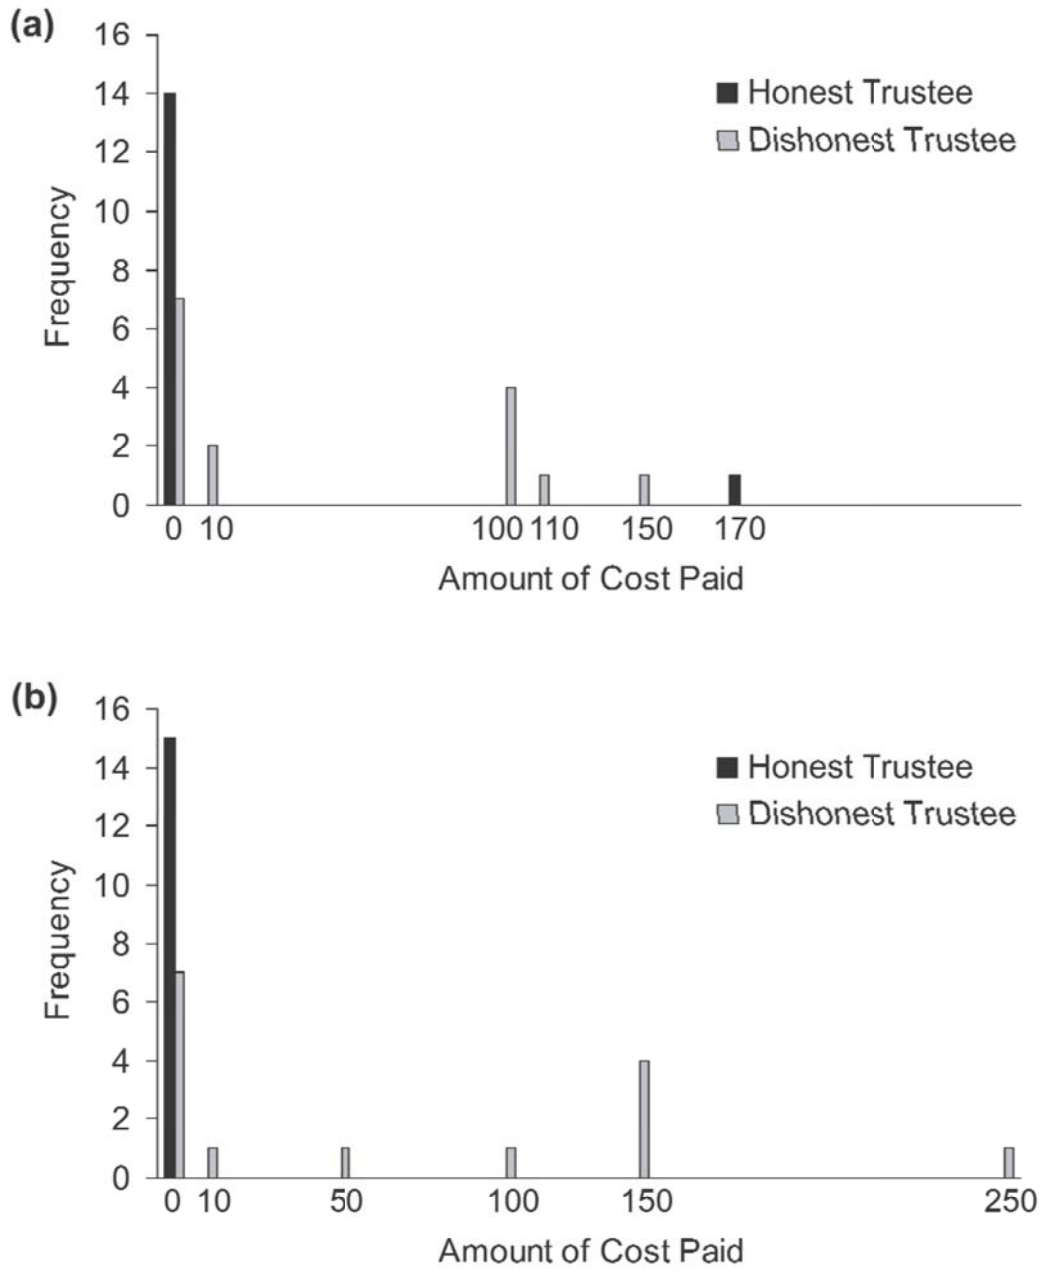 (a)
16
14
12
10
8
6
4
2
0
Frequency
Honest Trustee
Dishonest Trustee
0 10 100 110 150 170
Amount of Cost Paid
(b)
16
14
12
10
8
6
4
2
0
Frequency
Honest Trustee
Dishonest Trustee
0 10 50 100 150 250
Amount of Cost Paid